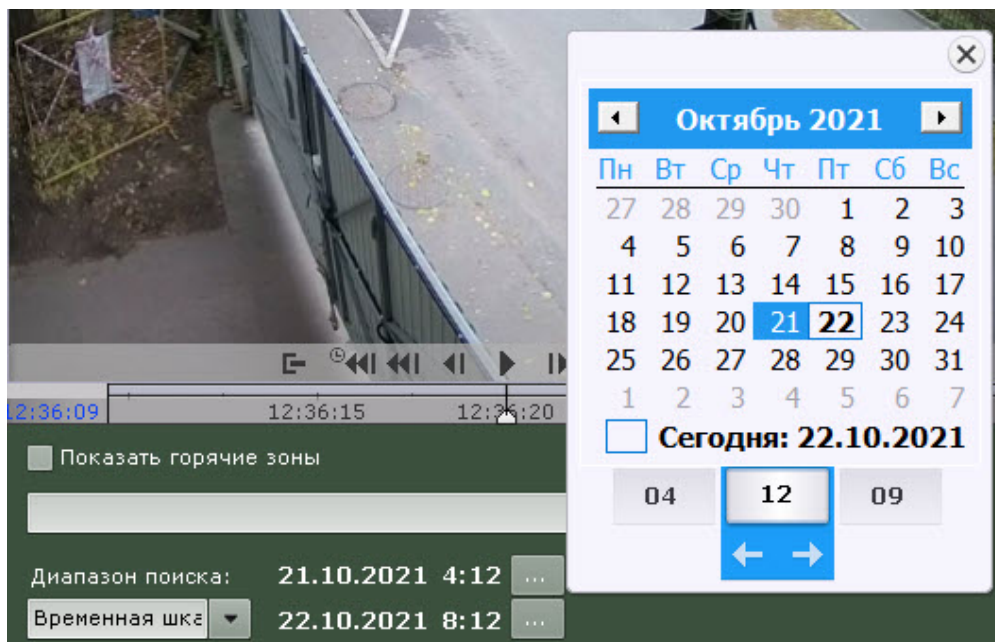 Октябрь 2021
Пн Вт Ср Чт Пт Сб Вс
27 28 29 30 1 2 3
4 5 6 7 8 9 10
11 12 13 14 15 16 17
18 19 20 21 22 23 24
25 26 27 28 29 30 31
1 2 3 4 5 6 7
Сегодня: 22.10.2021
04 12 09
12:36:09 12:36:15 12:36:20
Показать горячие зоны
Диапазон поиска: 21.10.2021 4:12 ...
Временная шка 22.10.2021 8:12 ...